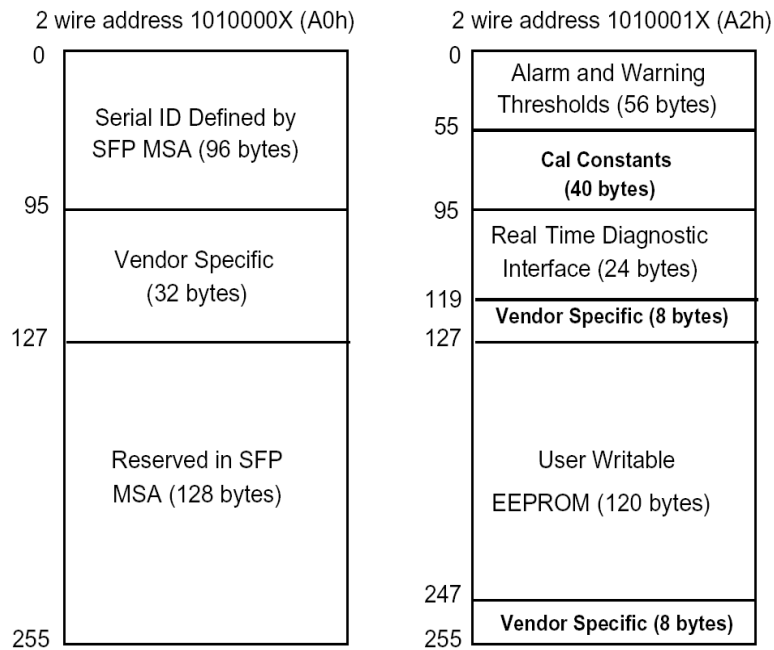 2 wire address 1010000X (A0h)
0
Serial ID Defined by
SFP MSA (96 bytes)
95
Vendor Specific
(32 bytes)
127
Reserved in SFP
MSA (128 bytes)
255
2 wire address 1010001X (A2h)
0
Alarm and Warning
Thresholds (56 bytes)
55
Cal Constants
(40 bytes)
95
Real Time Diagnostic
Interface (24 bytes)
119
Vendor Specific (8 bytes)
127
User Writable
EEPROM (120 bytes)
247
Vendor Specific (8 bytes)
255